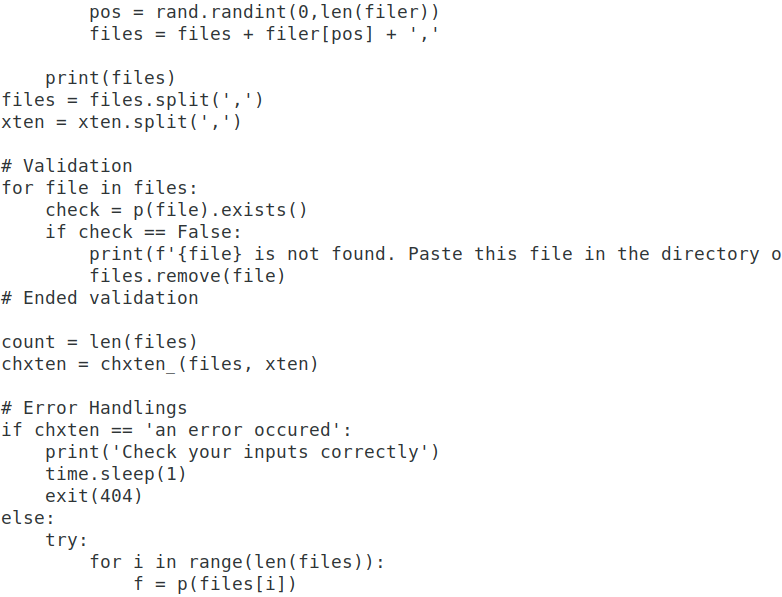 pos = rand.randint(0,len(filer))
        files = files + filer[pos] + ','

    print(files)
files = files.split(',')
xten = xten.split(',')

# Validation
for file in files:
    check = p(file).exists()
    if check == False:
        print(f'{file} is not found. Paste this file in the directory o
        files.remove(file)
# Ended validation

count = len(files)
chxten = chxten_(files, xten)

# Error Handlings
if chxten == 'an error occured':
    print('Check your inputs correctly')
    time.sleep(1)
    exit(404)
else:
    try:
        for i in range(len(files)):
            f = p(files[i])